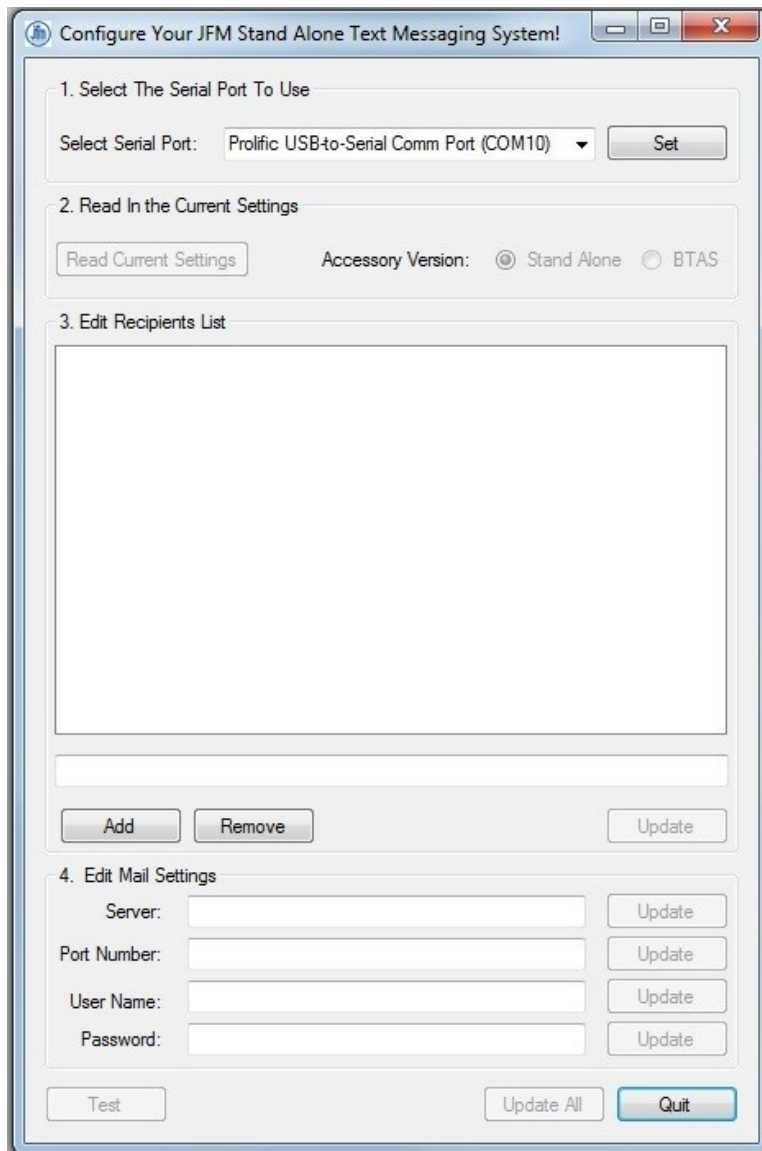 Jfm Configure Your JFM Stand Alone Text Messaging System!
1. Select The Serial Port To Use
Select Serial Port: Prolific USB-to-Serial Comm Port (COM10) Set
2. Read In the Current Settings
Read Current Settings Accessory Version: Stand Alone BTAS
3. Edit Recipients List
Add Remove Update
4. Edit Mail Settings
Server: Update
Port Number: Update
User Name: Update
Password: Update
Test Update All Quit